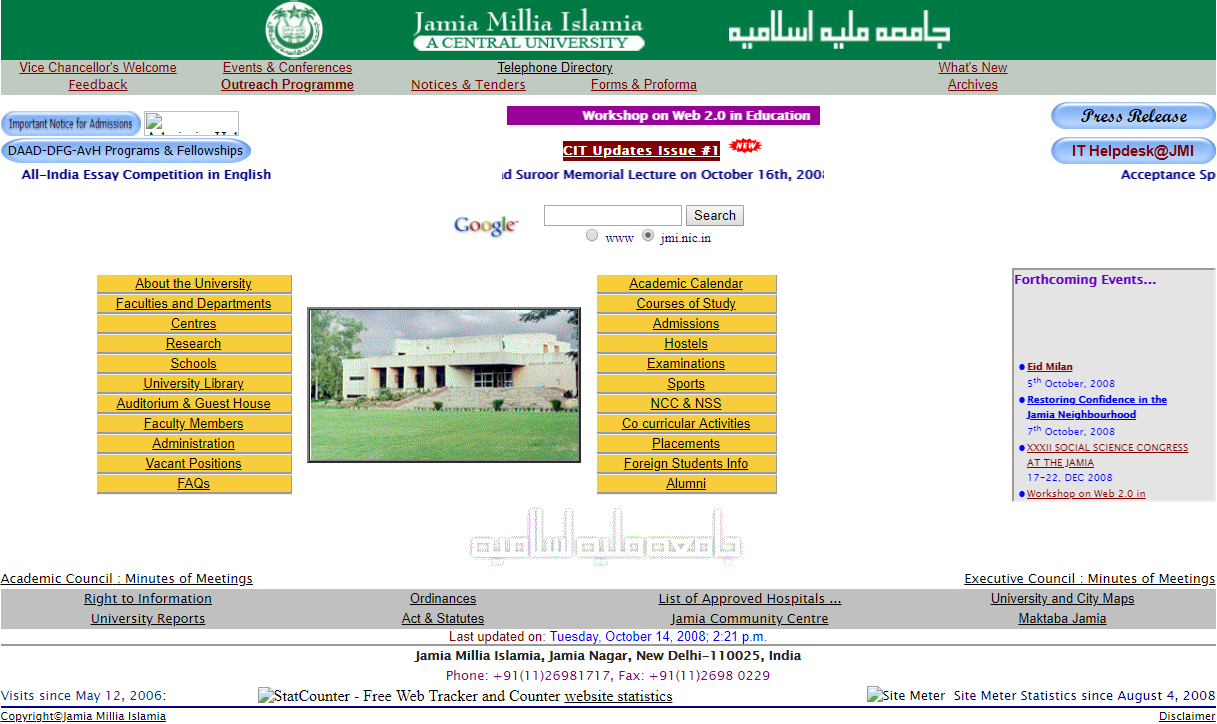 Jamia Millia Islamia
A CENTRAL UNIVERSITY
جامعه مليه اسلاميه
Vice Chancellor's Welcome Events & Conferences Telephone Directory What's New
Feedback Outreach Programme Notices & Tenders Forms & Proforma Archives
Workshop on Web 2.0 in Education
Important Notice for Admissions
Press Release
DAAD-DFG-AvH Programs & Fellowships
CIT Updates Issue #1 NEW
IT Helpdesk@JMI
All-India Essay Competition in English
d Suroor Memorial Lecture on October 16th, 200
Acceptance Sp
Google Search
www jmi.nic.in
About the University
Faculties and Departments
Centres
Research
Schools
University Library
Auditorium & Guest House
Faculty Members
Administration
Vacant Positions
FAQs
Academic Calendar
Courses of Study
Admissions
Hostels
Examinations
Sports
NCC & NSS
Co curricular Activities
Placements
Foreign Students Info
Alumni
Forthcoming Events...
Eid Milan
5th October, 2008
Restoring Confidence in the
Jamia Neighbourhood
7th October, 2008
XXXII SOCIAL SCIENCE CONGRESS
AT THE JAMIA
17-22, DEC 2008
Workshop on Web 2.0 in
جامعه مليه اسلاميه
Academic Council : Minutes of Meetings Executive Council : Minutes of Meetings
Right to Information Ordinances List of Approved Hospitals ... University and City Maps
University Reports Act & Statutes Jamia Community Centre Maktaba Jamia
Last updated on: Tuesday, October 14, 2008; 2:21 p.m.
Jamia Millia Islamia, Jamia Nagar, New Delhi-110025, India
Phone: +91(11)26981717, Fax: +91(11)2698 0229
Visits since May 12, 2006: StatCounter - Free Web Tracker and Counter website statistics Site Meter Site Meter Statistics since August 4, 2008
Copyright©Jamia Millia Islamia Disclaimer